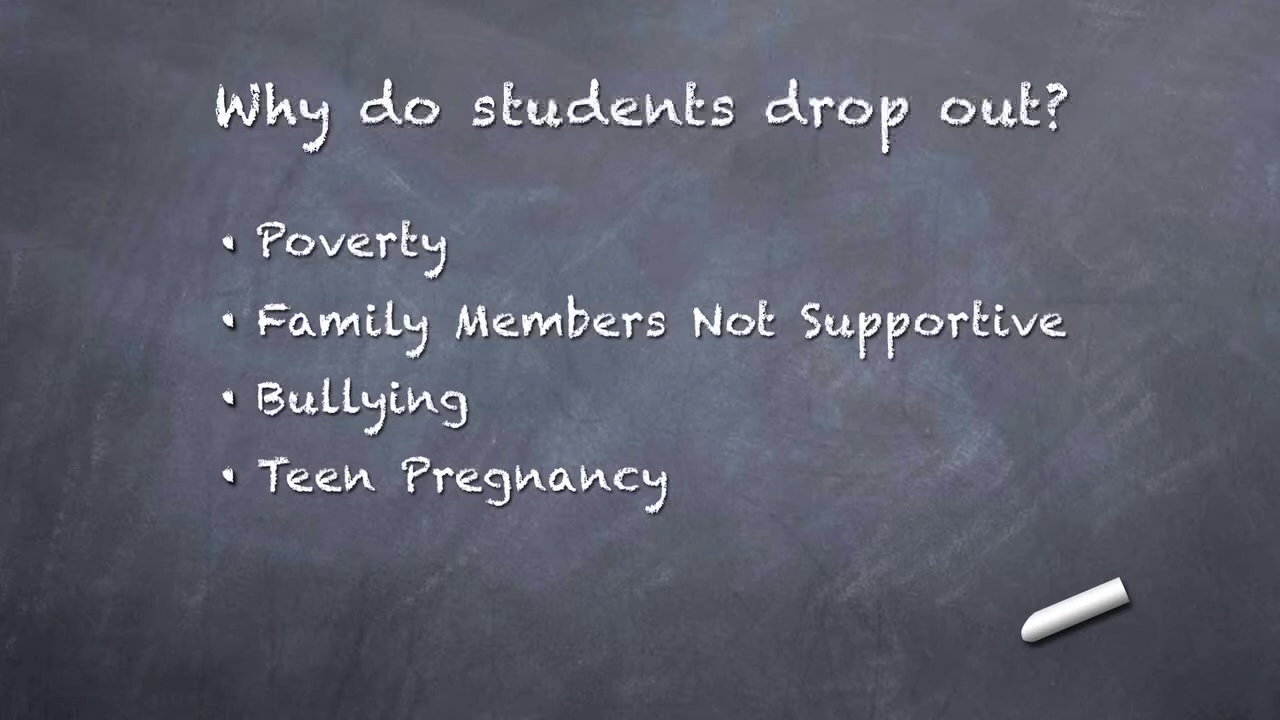 Why do students drop out?
• Poverty
• Family Members Not Supportive
• Bullying
• Teen Pregnancy